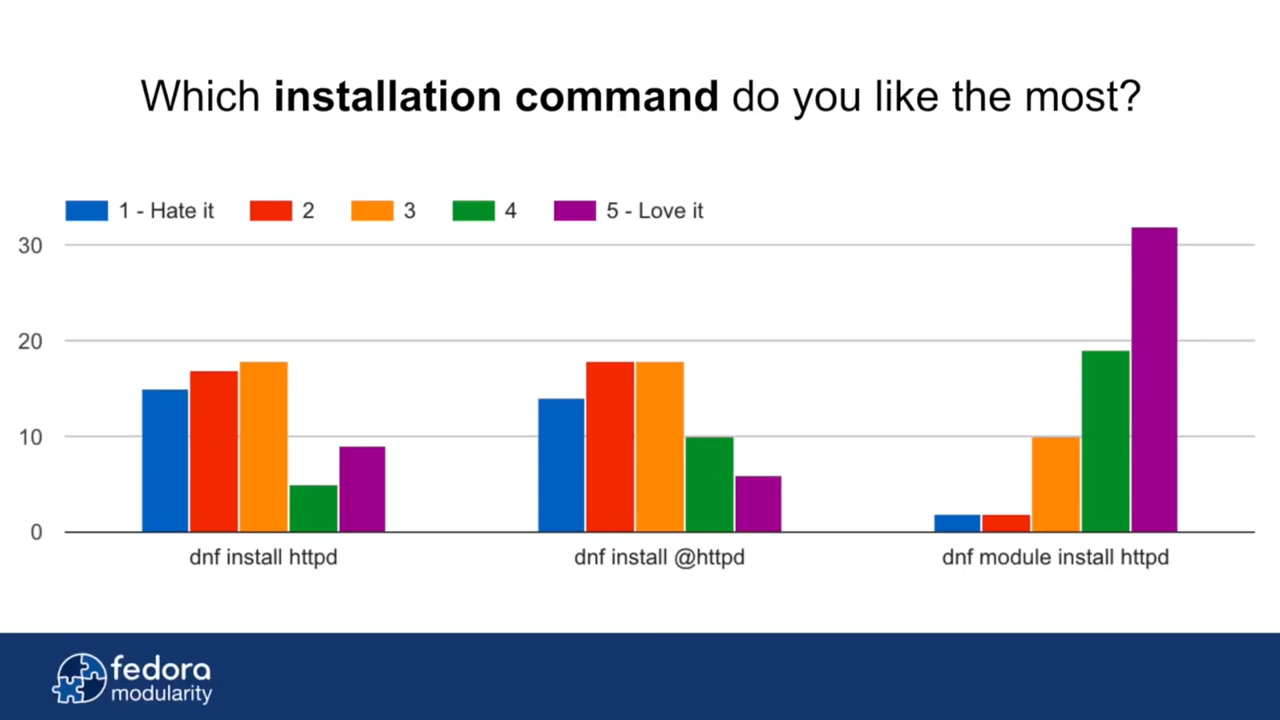 Which installation command do you like the most?
1 - Hate it 2 3 4 5 - Love it
30
20
10
0
dnf install httpd dnf install @httpd dnf module install httpd
fedora
modularity